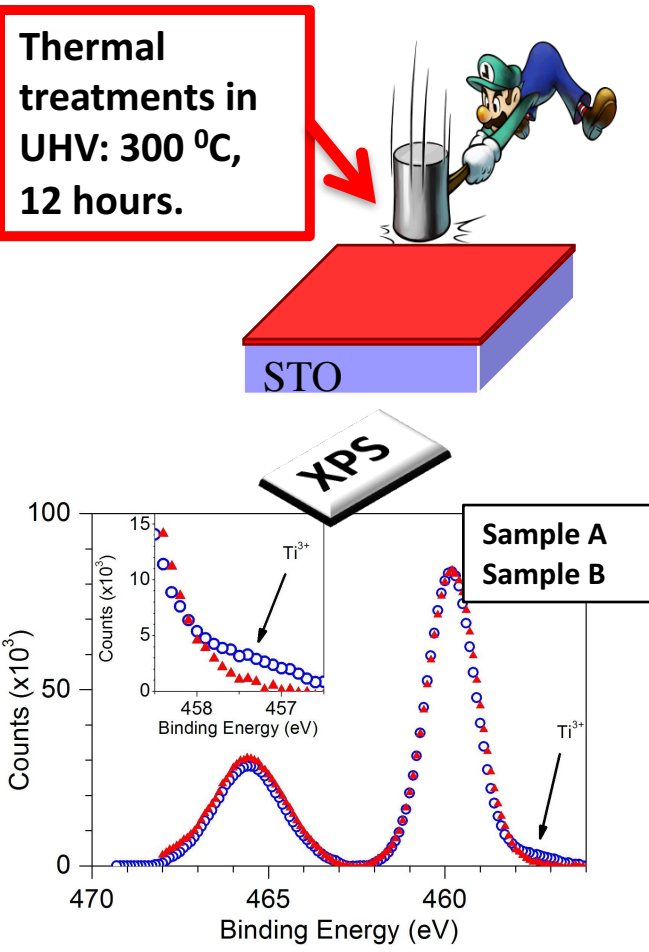 Thermal
treatments in
UHV: 300 ⁰C,
12 hours.
STO
XPS
Sample A
Sample B
100
50
0
Counts (x10³)
470
465
460
Binding Energy (eV)
Ti³⁺
15
10
5
0
Counts (x10³)
458
457
Binding Energy (eV)
Ti³⁺